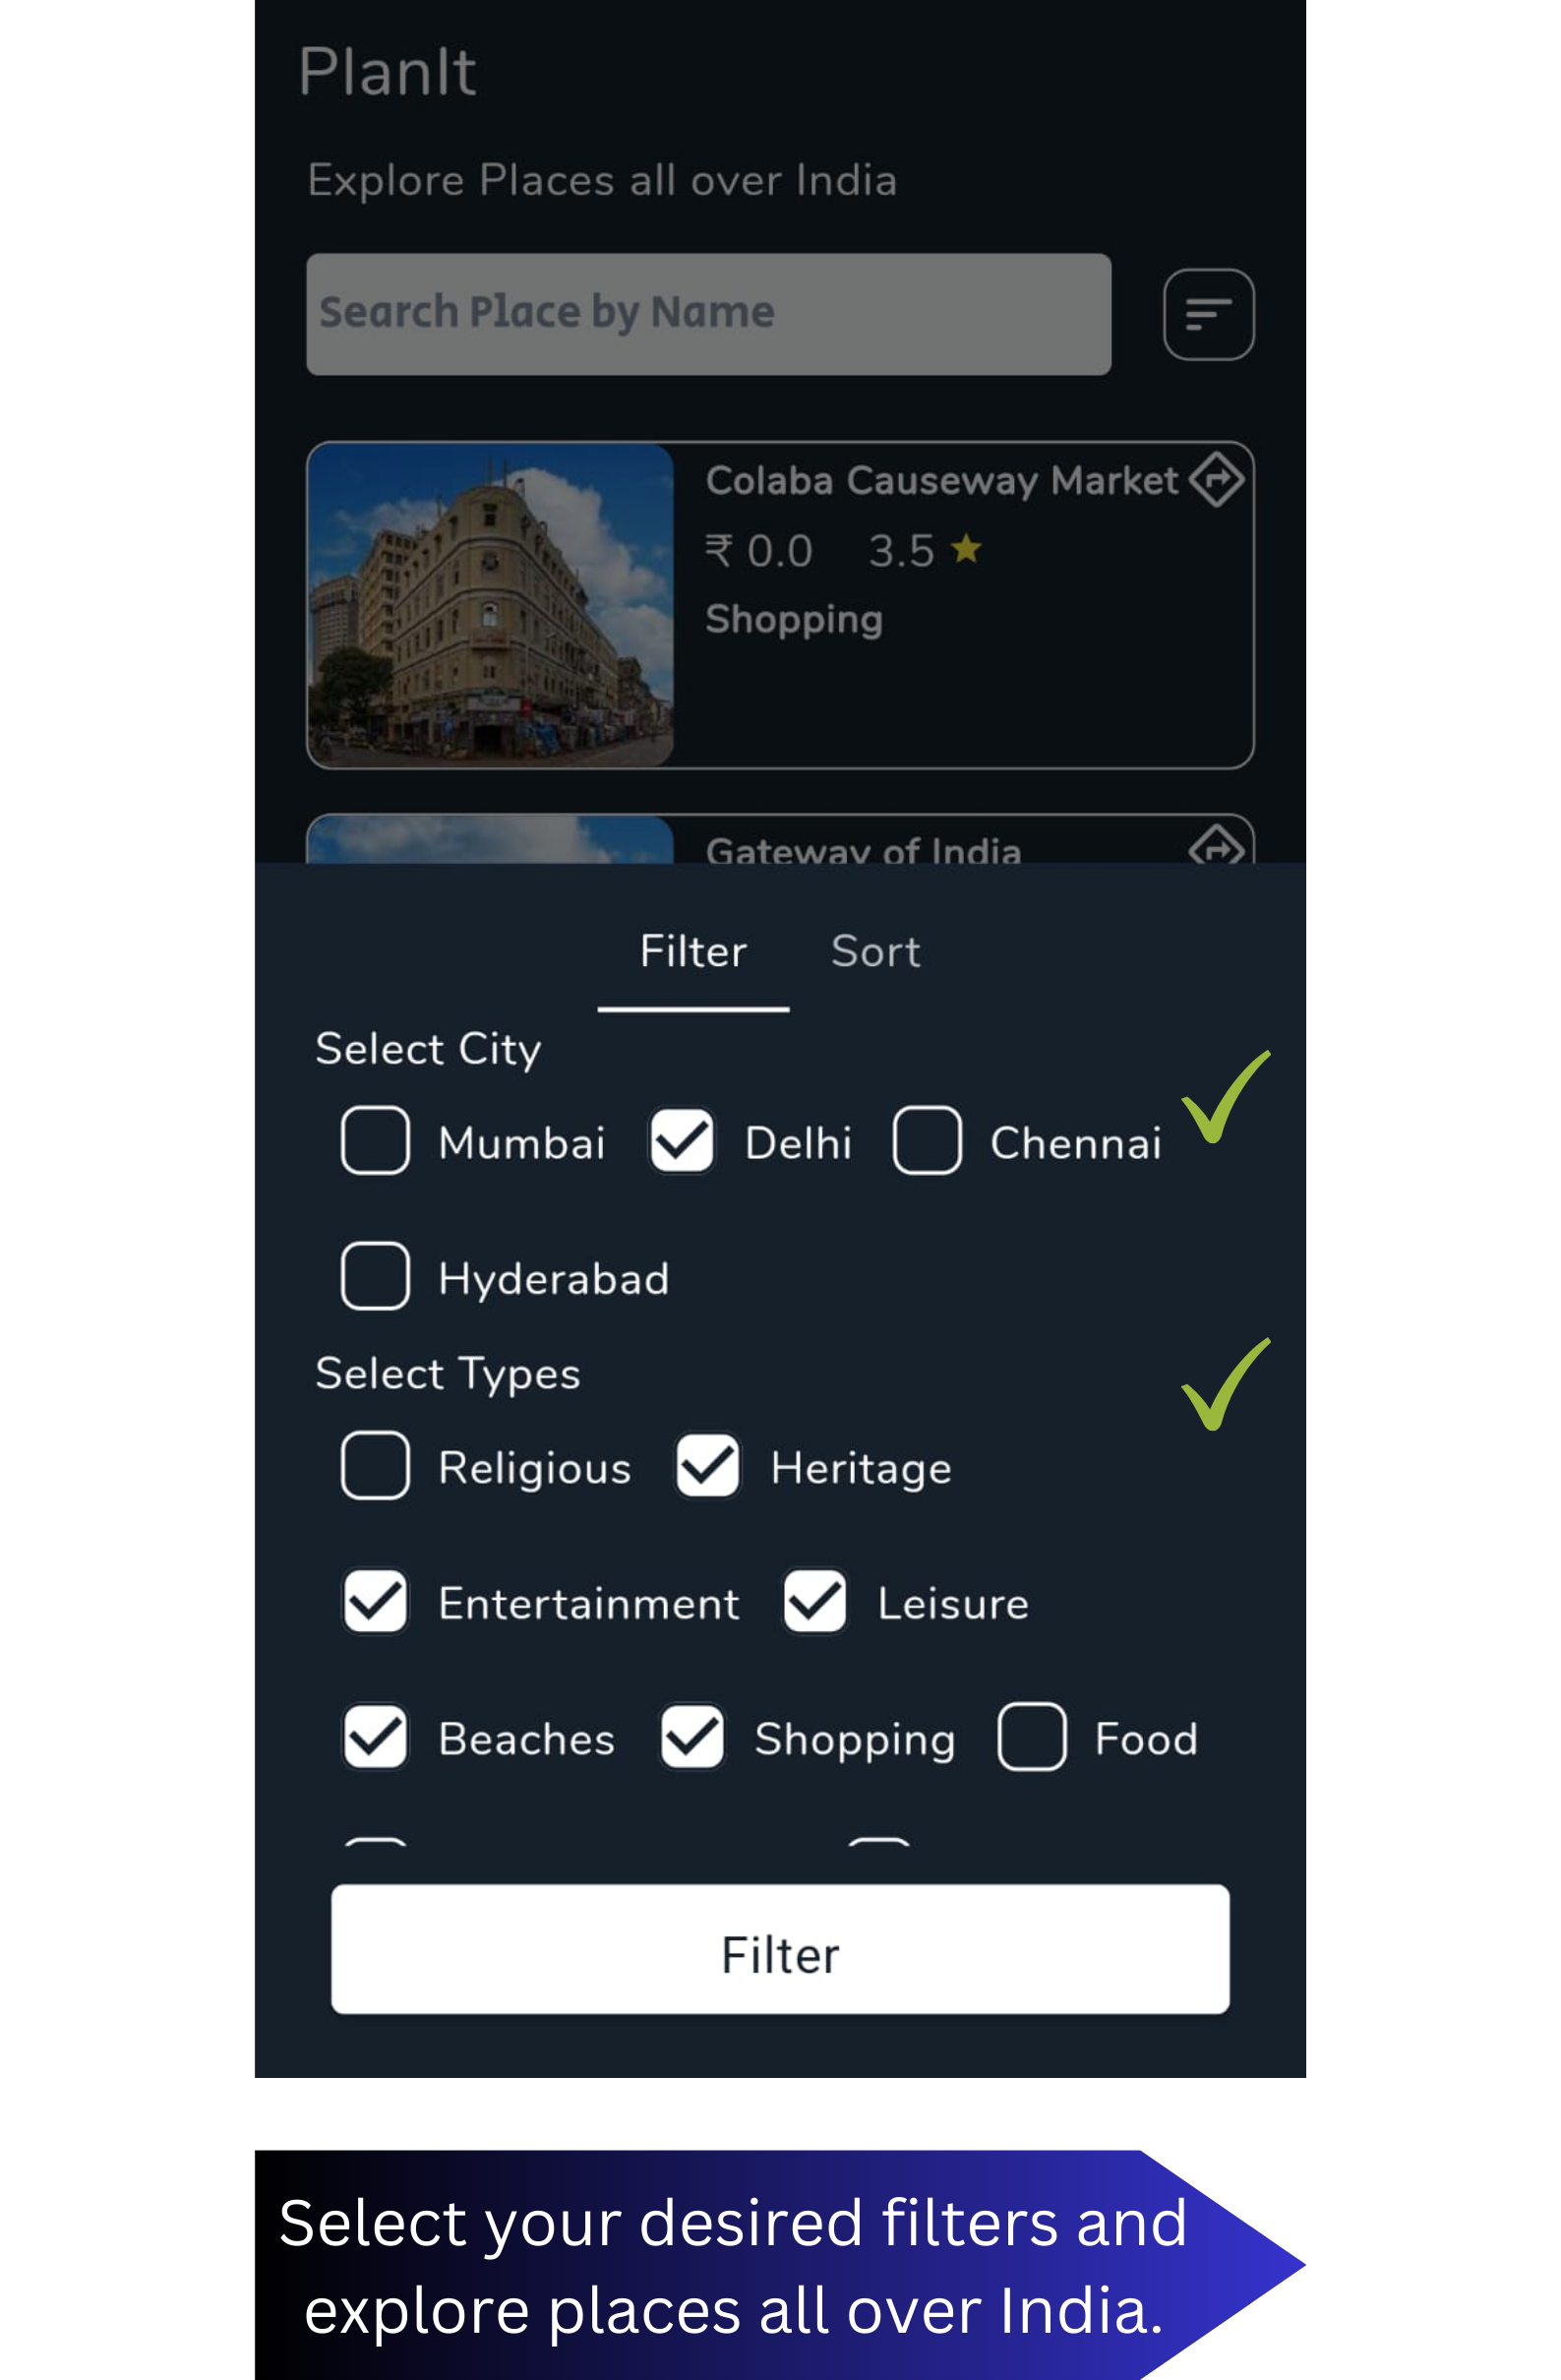 PlanIt
Explore Places all over India
Search Place by Name
Colaba Causeway Market
₹ 0.0 3.5
Shopping
Gateway of India
Filter Sort
Select City
Mumbai Delhi Chennai
Hyderabad
Select Types
Religious Heritage
Entertainment Leisure
Beaches Shopping Food
Filter
Select your desired filters and
explore places all over India.